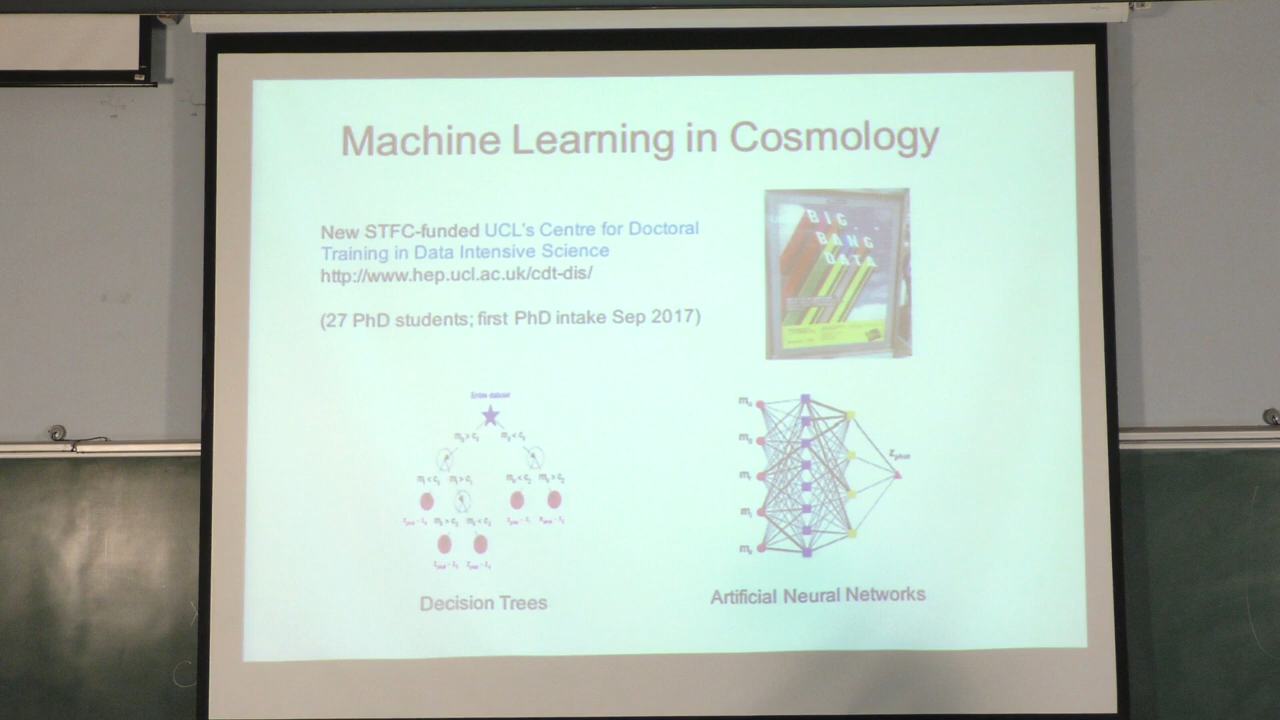 Machine Learning in Cosmology
New STFC-funded UCL's Centre for Doctoral
Training in Data Intensive Science
http://www.hep.ucl.ac.uk/cdt-dis/
(27 PhD students; first PhD intake Sep 2017)
BIG
BANG
DATA
Entire dataset
Decision Trees
Artificial Neural Networks